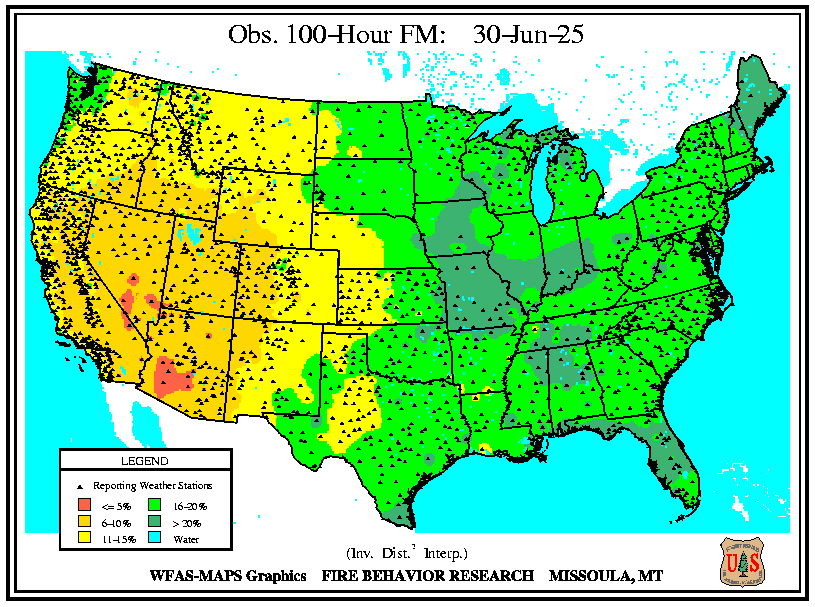 Obs. 100-Hour FM: 30-Jun-25
LEGEND
Reporting Weather Stations
<= 5% 16-20%
6-10% > 20%
11-15% Water
(Inv. Dist.² Interp.)
WFAS-MAPS Graphics FIRE BEHAVIOR RESEARCH MISSOULA, MT
U S